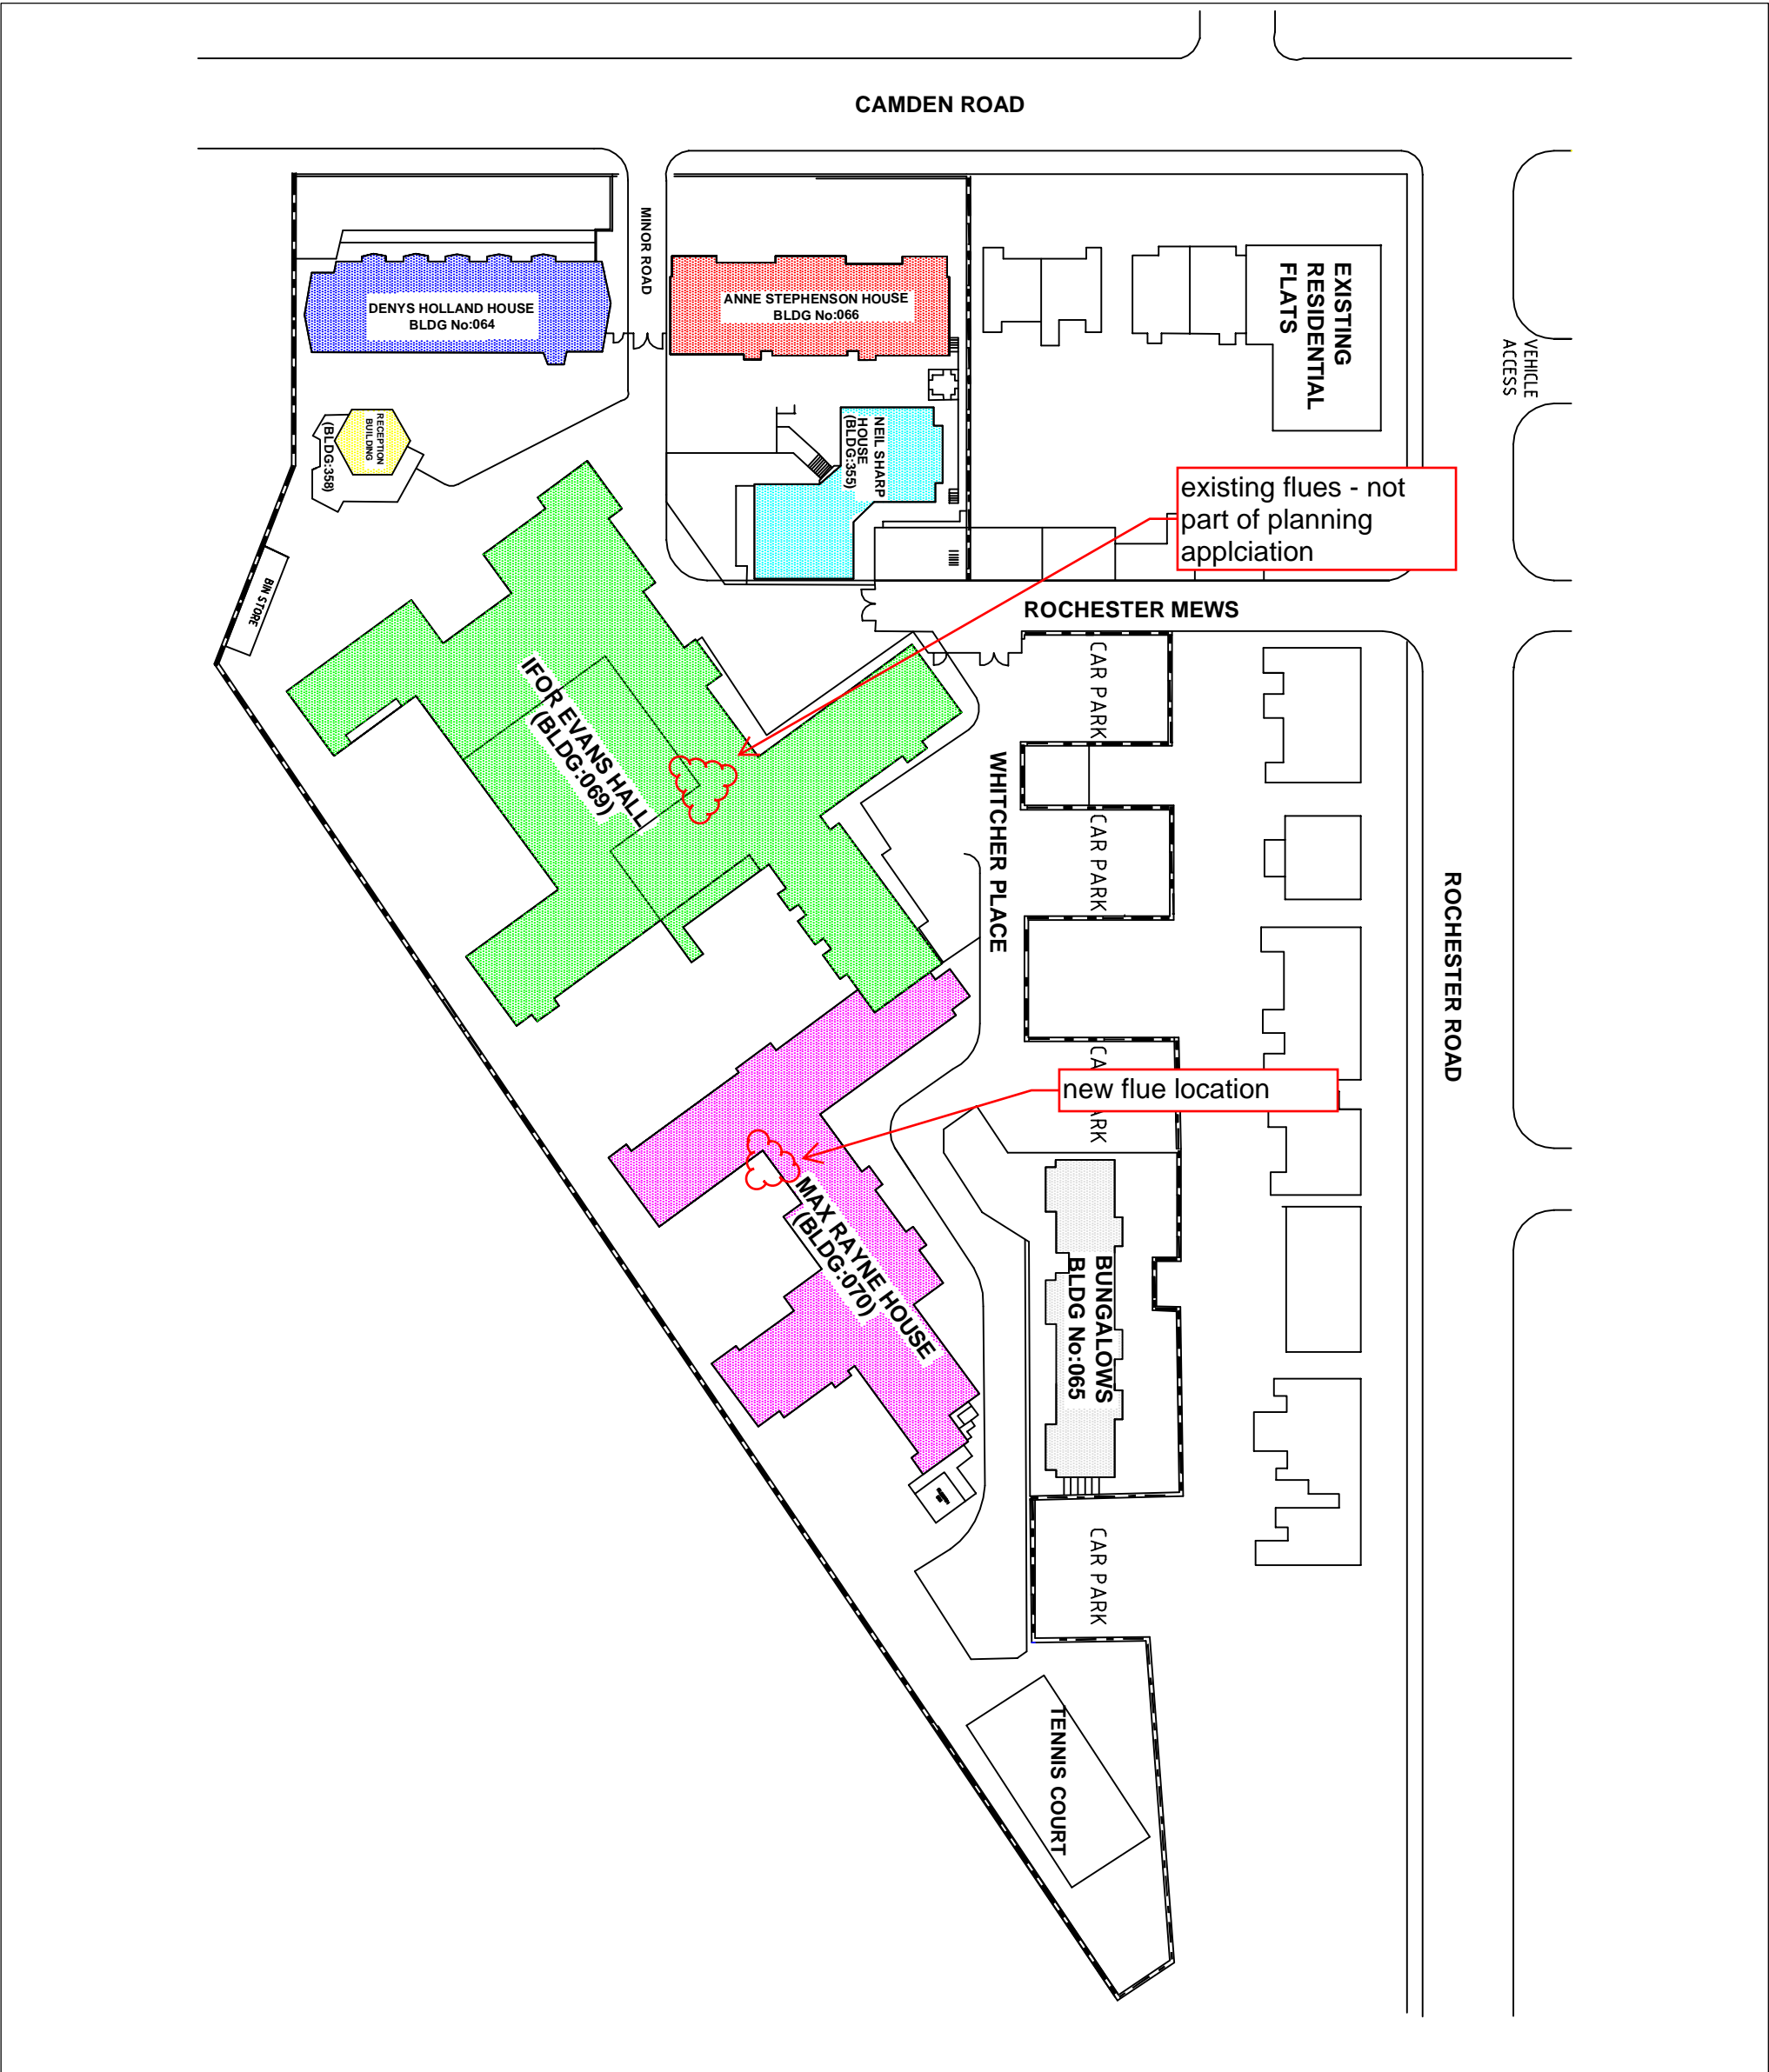 CAMDEN ROAD
MINOR ROAD
DENYS HOLLAND HOUSE
BLDG No:064
ANNE STEPHENSON HOUSE
BLDG No:066
EXISTING
RESIDENTIAL
FLATS
VEHICLE
ACCESS
RECEPTION
BUILDING
(BLDG:358)
NEIL SHARP
HOUSE
(BLDG:355)
existing flues - not
part of planning
applciation
BIN STORE
ROCHESTER MEWS
IFOR EVANS HALL
(BLDG:069)
CAR PARK
WHITCHER PLACE
CAR PARK
ROCHESTER ROAD
CA
ARK
new flue location
MAX RAYNE HOUSE
(BLDG:070)
BUNGALOWS
BLDG No:065
CAR PARK
TENNIS COURT